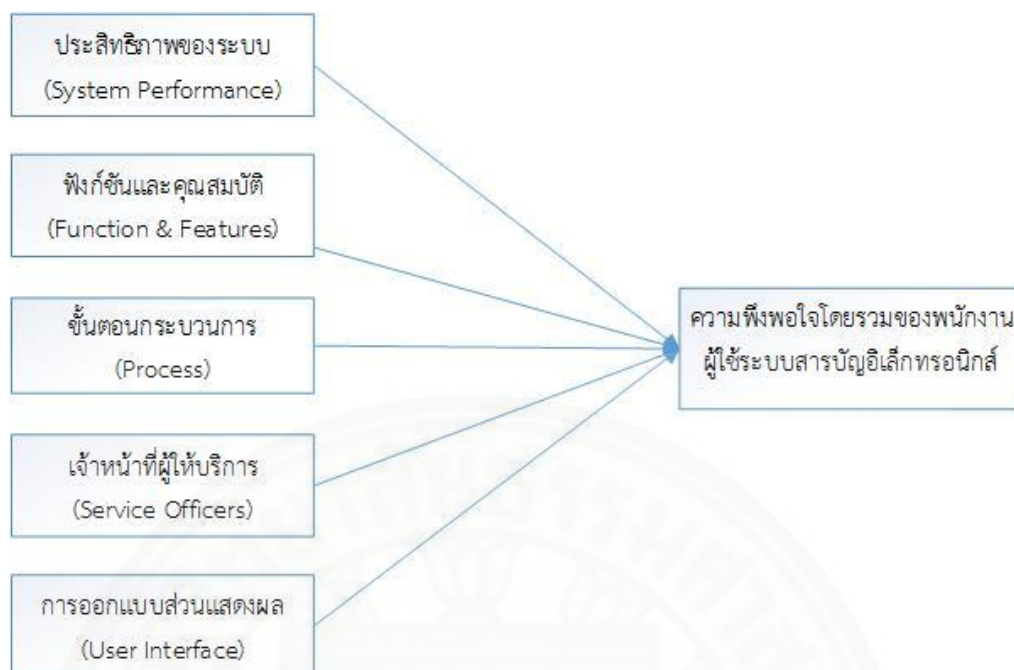 ประสิทธิภาพของระบบ
(System Performance)
ฟังก์ชันและคุณสมบัติ
(Function & Features)
ขั้นตอนกระบวนการ
(Process)
เจ้าหน้าที่ผู้ให้บริการ
(Service Officers)
การออกแบบส่วนแสดงผล
(User Interface)
ความพึงพอใจโดยรวมของพนักงาน
ผู้ใช้ระบบสารบัญอิเล็กทรอนิกส์